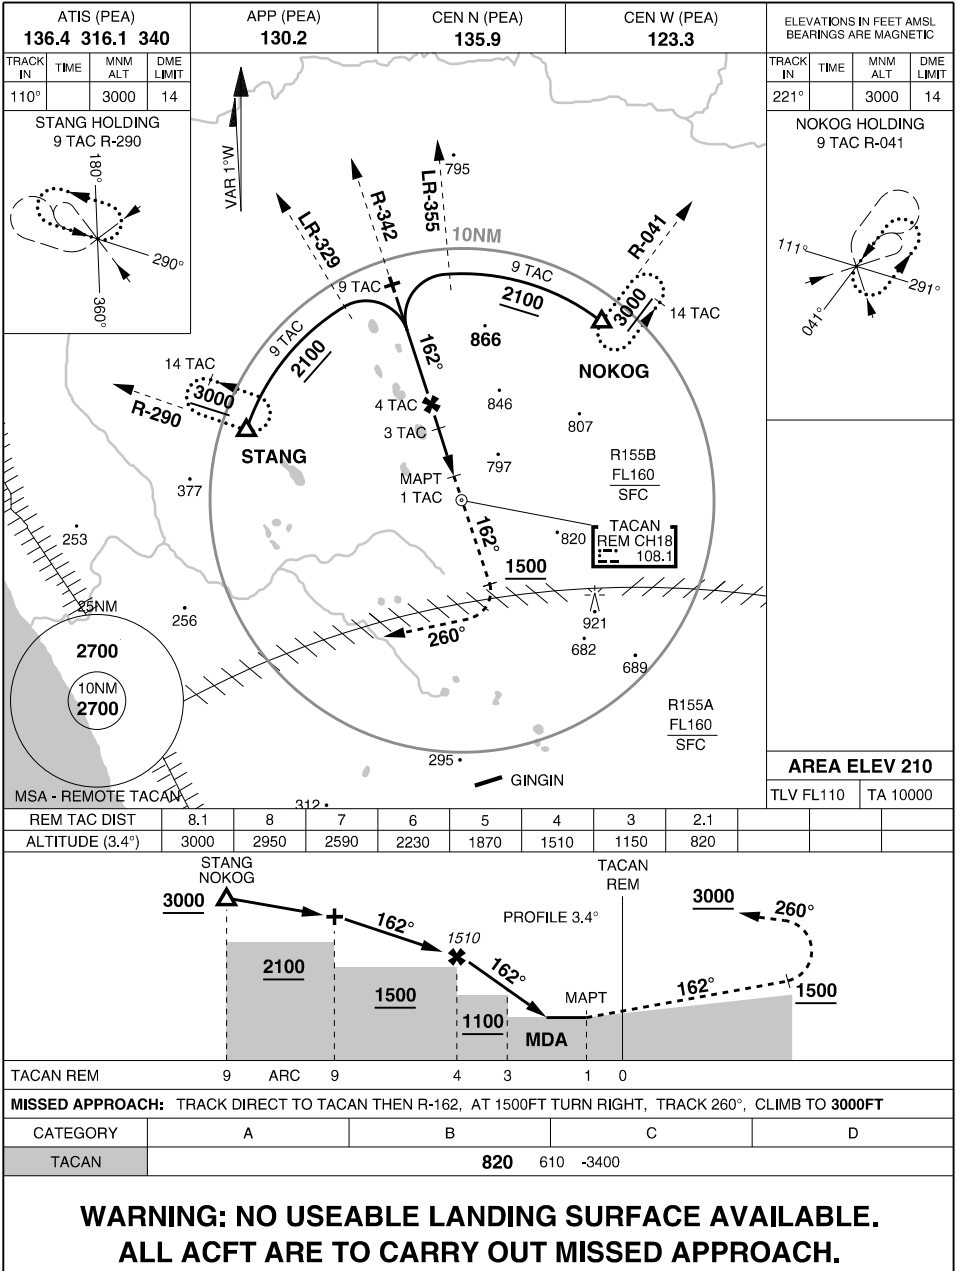 ATIS (PEA)
136.4 316.1 340
APP (PEA)
130.2
CEN N (PEA)
135.9
CEN W (PEA)
123.3
ELEVATIONS IN FEET AMSL
BEARINGS ARE MAGNETIC
TRACK IN TIME MNM ALT DME LIMIT
110° 3000 14
STANG HOLDING
9 TAC R-290
180°
290°
360°
TRACK IN TIME MNM ALT DME LIMIT
221° 3000 14
NOKOG HOLDING
9 TAC R-041
111°
291°
041°
VAR 1°W
795
LR-329
R-342
LR-355
R-041
10NM
9 TAC
9 TAC
2100
3000
14 TAC
9 TAC
2100
866
162°
NOKOG
14 TAC
3000
R-290
4 TAC
846
807
3 TAC
STANG
R155B
FL160
SFC
797
MAPT
1 TAC
377
TACAN
REM CH18
108.1
820
253
162°
1500
25NM
256
921
260°
682
689
2700
10NM
2700
R155A
FL160
SFC
295
GINGIN
MSA - REMOTE TACAN
312
AREA ELEV 210
TLV FL110 TA 10000
REM TAC DIST 8.1 8 7 6 5 4 3 2.1
ALTITUDE (3.4°) 3000 2950 2590 2230 1870 1510 1150 820
STANG
NOKOG
TACAN
REM
3000
162°
PROFILE 3.4°
3000
260°
1510
162°
2100
1500
1100
MDA
MAPT
162°
1500
TACAN REM 9 ARC 9 4 3 1 0
MISSED APPROACH: TRACK DIRECT TO TACAN THEN R-162, AT 1500FT TURN RIGHT, TRACK 260°, CLIMB TO 3000FT
CATEGORY A B C D
TACAN 820 610 -3400
WARNING: NO USEABLE LANDING SURFACE AVAILABLE.
ALL ACFT ARE TO CARRY OUT MISSED APPROACH.